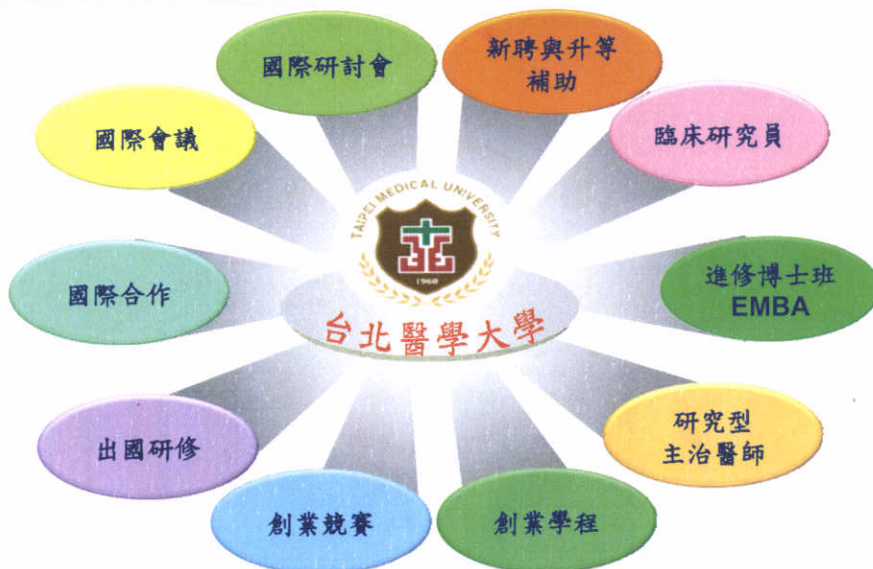 國際研討會
新聘與升等
補助
國際會議
臨床研究員
TAIPEI MEDICAL UNIVERSITY
1960
國際合作
進修博士班
EMBA
台北醫學大學
出國研修
研究型
主治醫師
創業競賽
創業學程